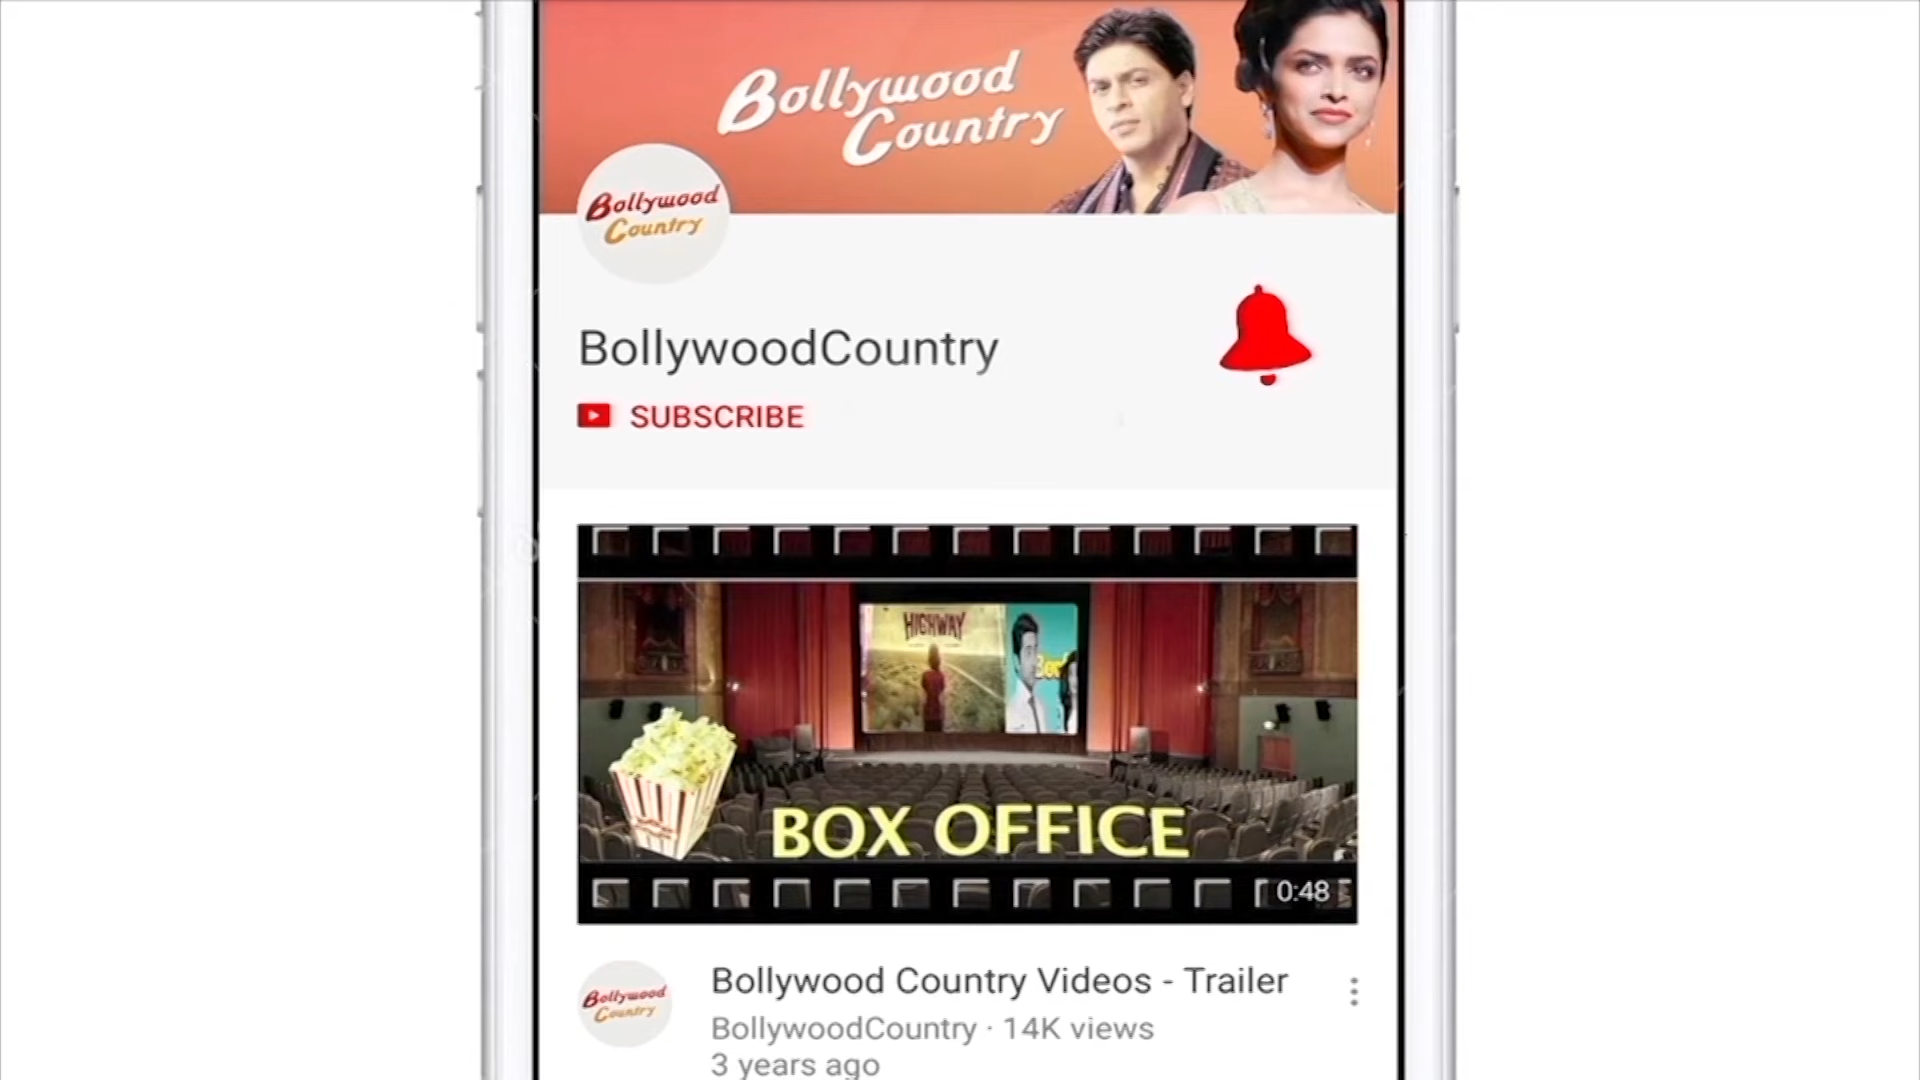 Bollywood
Country
Bollywood
Country
BollywoodCountry
SUBSCRIBE
HIGHWAY
BOX OFFICE
0:48
Bollywood
Country
Bollywood Country Videos - Trailer
BollywoodCountry · 14K views
3 years ago